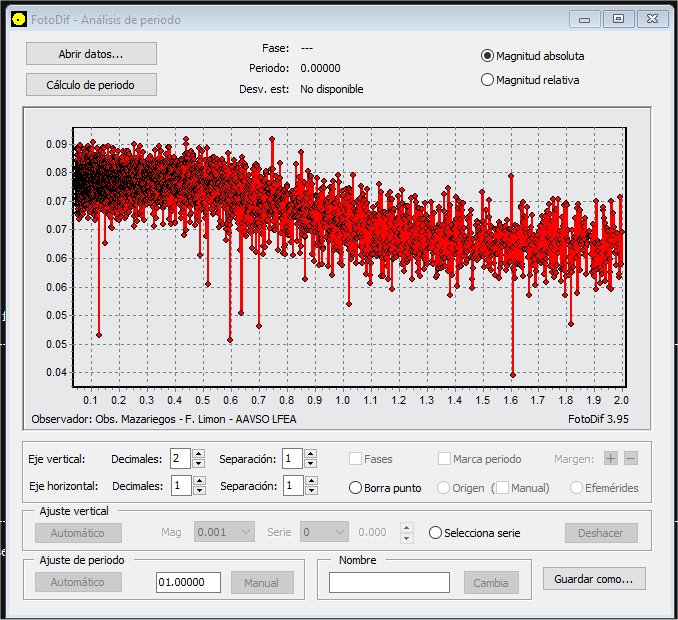 FotoDif - Análisis de periodo
Abrir datos...
Cálculo de periodo
Fase: ---
Periodo: 0.00000
Desv. est: No disponible
Magnitud absoluta
Magnitud relativa
0.09
0.08
0.07
0.07
0.06
0.06
0.05
0.05
0.04
0.1 0.2 0.3 0.4 0.5 0.6 0.7 0.8 0.9 1.0 1.1 1.2 1.3 1.4 1.5 1.6 1.7 1.8 1.9 2.0
Observador: Obs. Mazariegos - F. Limon - AAVSO LFEA FotoDif 3.95
Eje vertical: Decimales: 2 Separación: 1 Fases Marca periodo Margen:
Eje horizontal: Decimales: 1 Separación: 1 Borra punto Origen ( Manual) Efemérides
Ajuste vertical
Automático Mag 0.001 Serie 0 0.000 Selecciona serie Deshacer
Ajuste de periodo
Automático 01.00000 Manual
Nombre
Cambia
Guardar como...